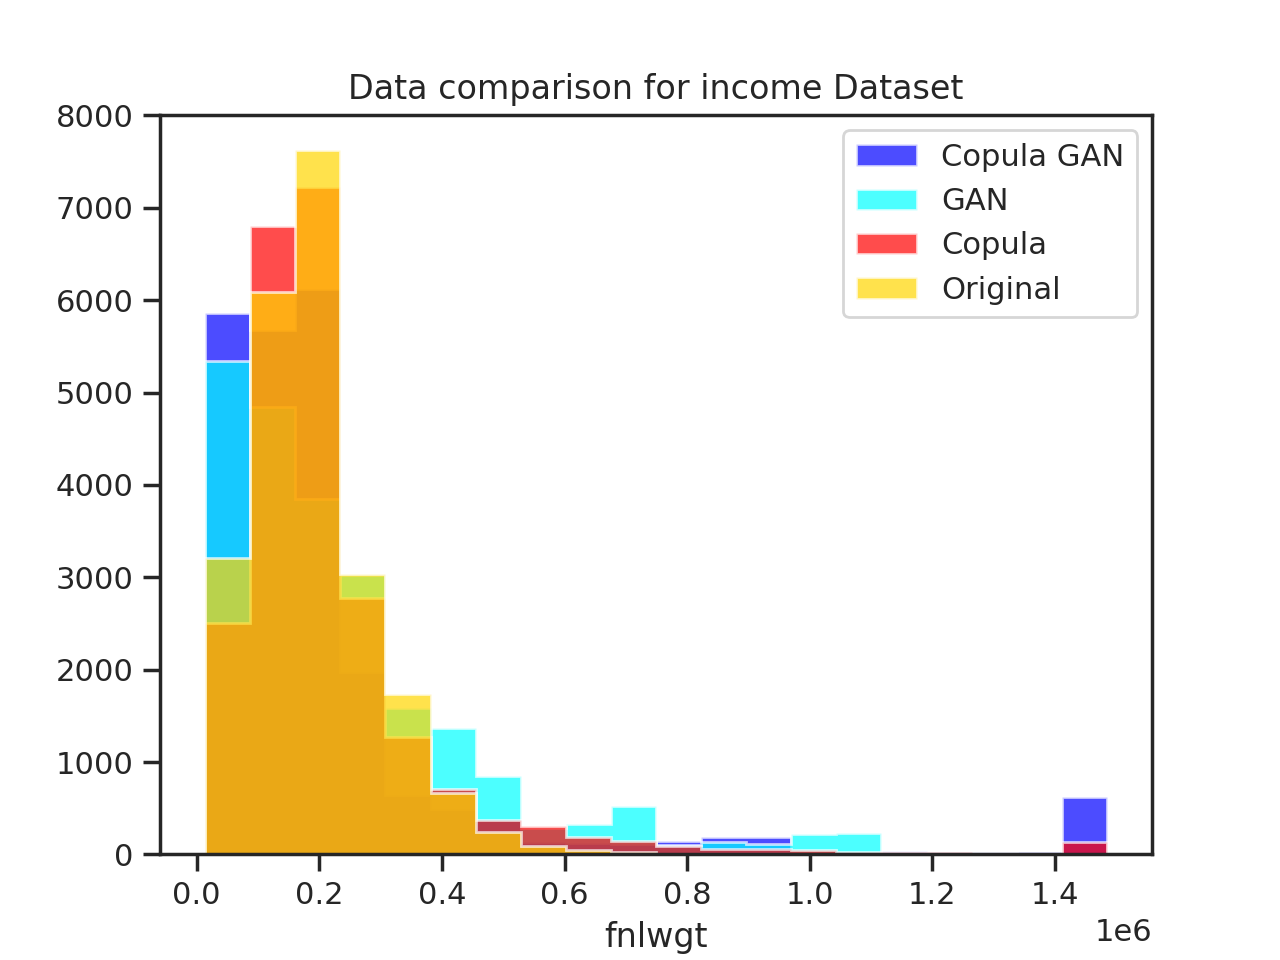 Data comparison for income Dataset
8000
7000
6000
5000
4000
3000
2000
1000
0
Copula GAN
GAN
Copula
Original
0.0 0.2 0.4 0.6 0.8 1.0 1.2 1.4
1e6
fnlwgt